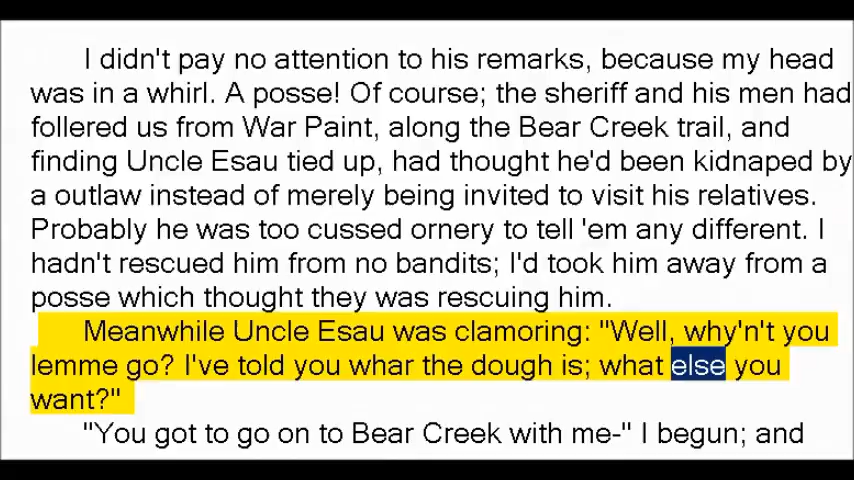 I didn't pay no attention to his remarks, because my head
was in a whirl. A posse! Of course; the sheriff and his men had
follered us from War Paint, along the Bear Creek trail, and
finding Uncle Esau tied up, had thought he'd been kidnaped by
a outlaw instead of merely being invited to visit his relatives.
Probably he was too cussed ornery to tell 'em any different. I
hadn't rescued him from no bandits; I'd took him away from a
posse which thought they was rescuing him.
Meanwhile Uncle Esau was clamoring: "Well, why'n't you
lemme go? I've told you whar the dough is; what else you
want?"
"You got to go on to Bear Creek with me-" I begun; and